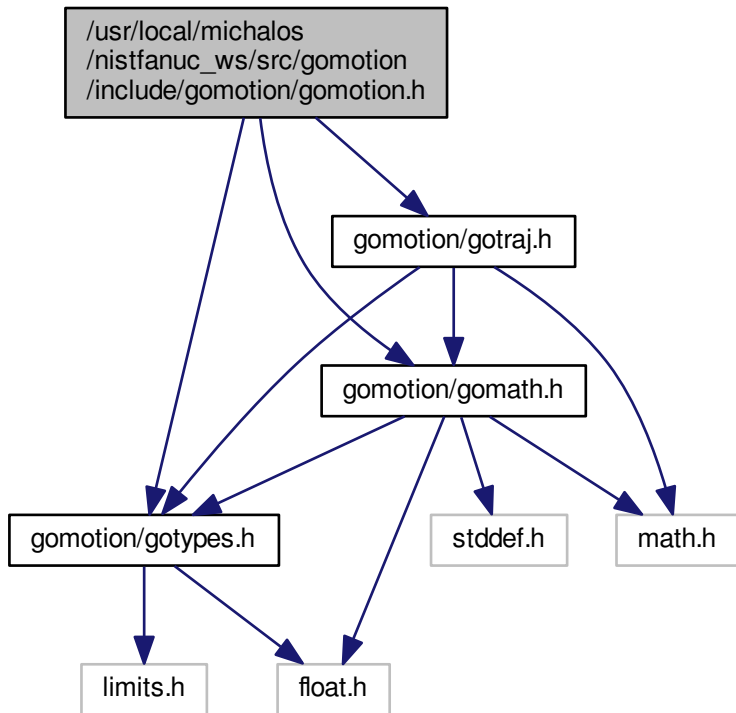 /usr/local/michalos
/nistfanuc_ws/src/gomotion
/include/gomotion/gomotion.h
gomotion/gotraj.h
gomotion/gomath.h
gomotion/gotypes.h
stddef.h
math.h
limits.h
float.h